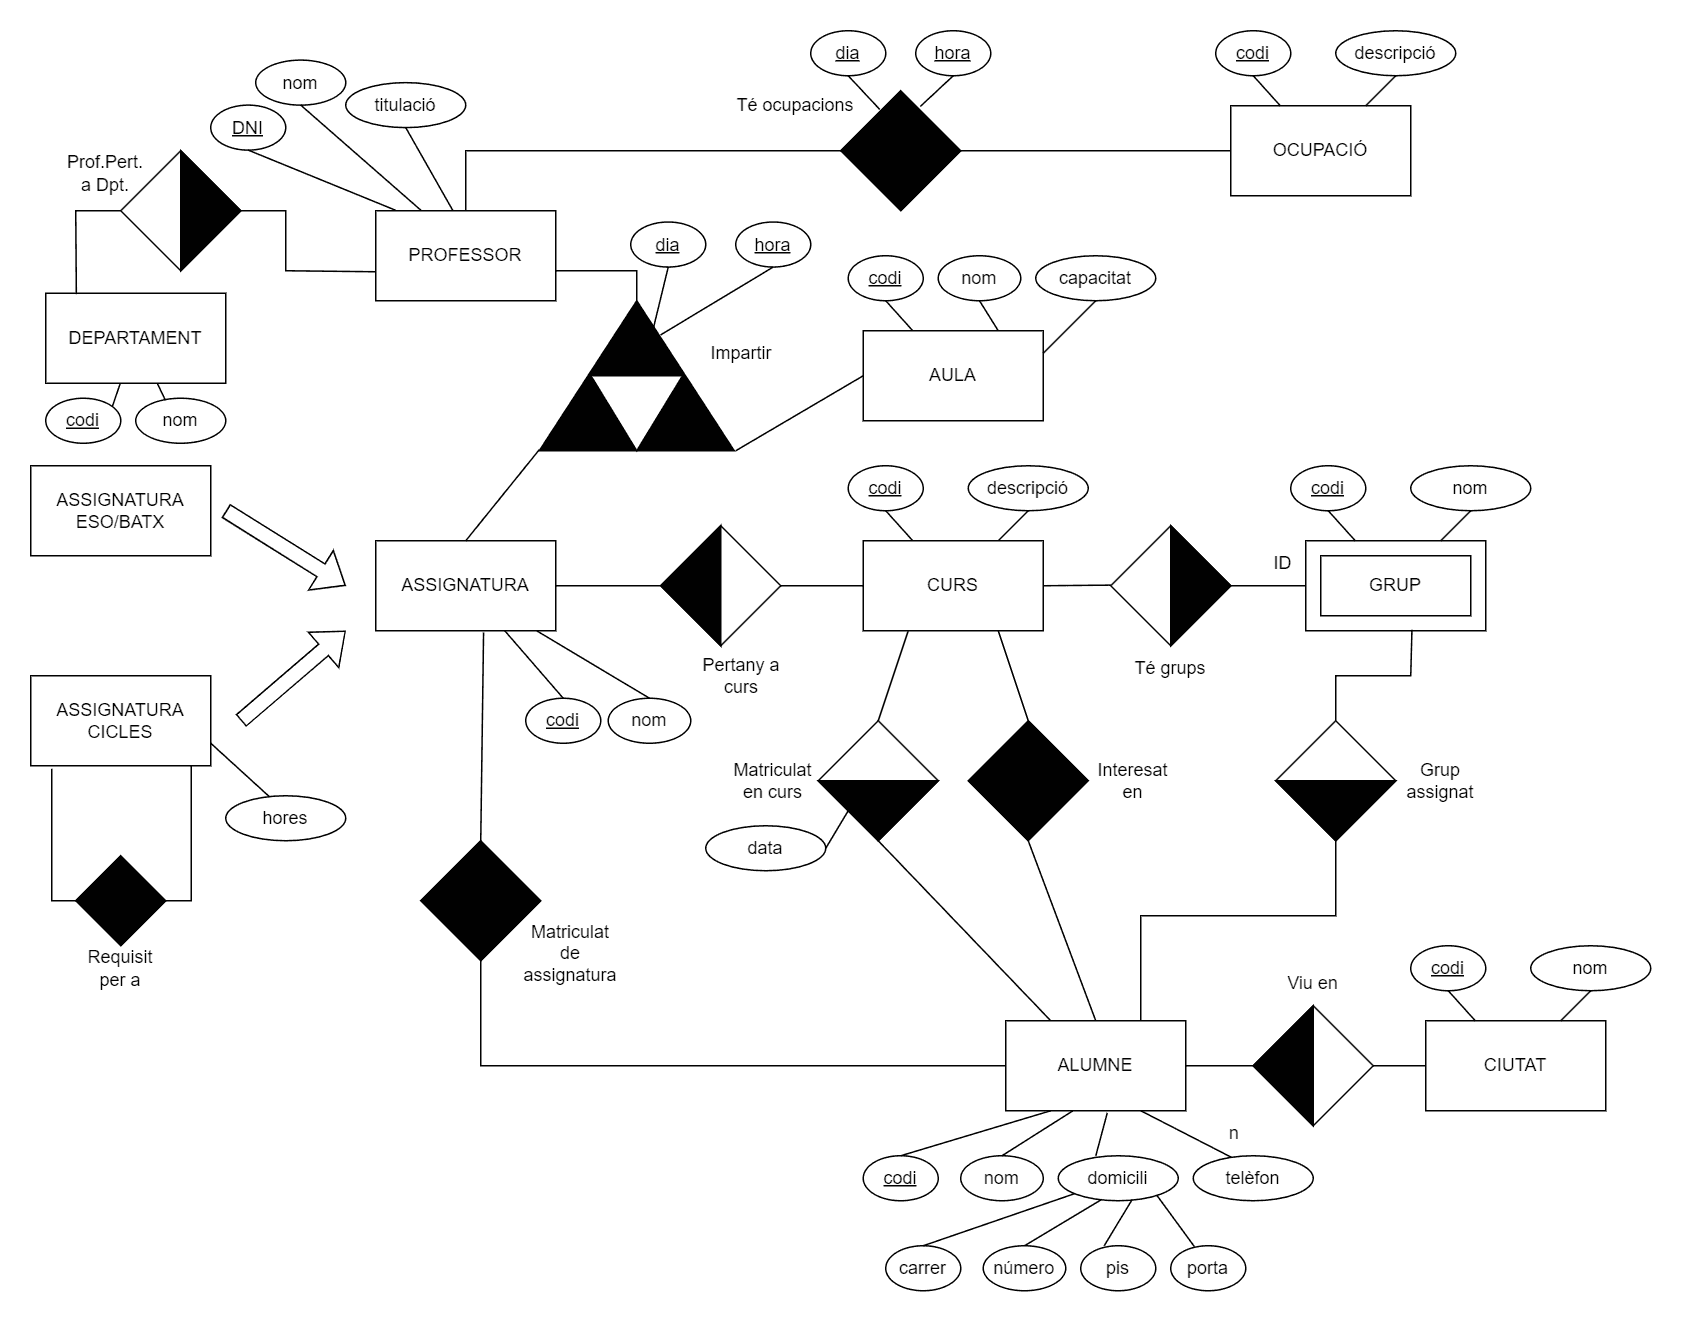 dia
hora
codi
descripció
nom
titulació
Té ocupacions
DNI
OCUPACIÓ
Prof.Pert.
a Dpt.
PROFESSOR
dia
hora
codi
nom
capacitat
DEPARTAMENT
Impartir
AULA
codi
nom
ASSIGNATURA
ESO/BATX
codi
descripció
codi
nom
ASSIGNATURA
CURS
ID
GRUP
Pertany a
curs
Té grups
ASSIGNATURA
CICLES
codi
nom
Matriculat
en curs
Interesat
en
Grup
assignat
hores
data
Requisit
per a
Matriculat
de
assignatura
codi
nom
Viu en
ALUMNE
CIUTAT
n
codi
nom
domicili
telèfon
carrer
número
pis
porta